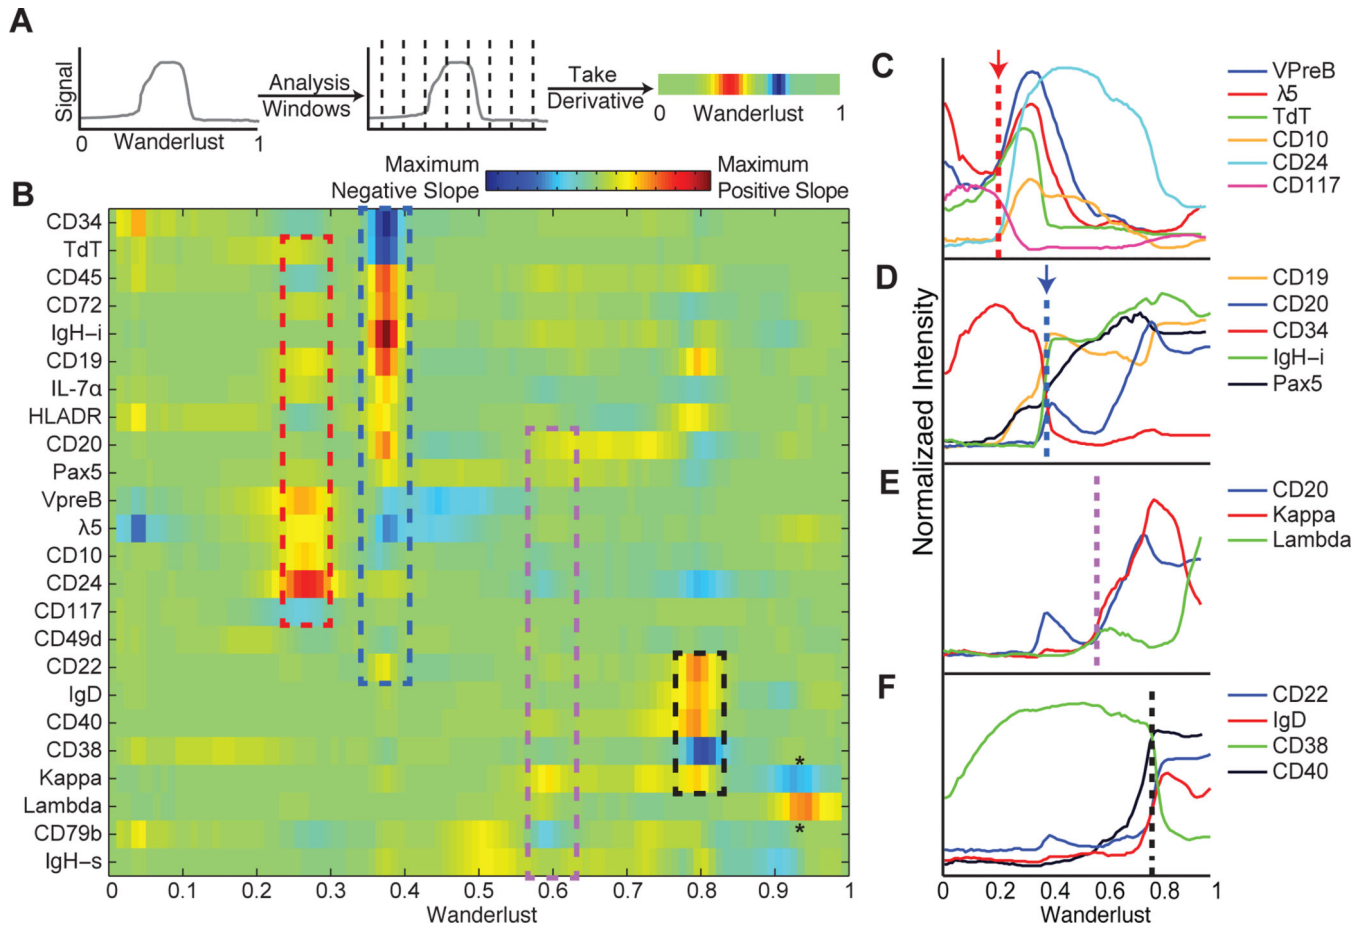 A
Signal
0
Wanderlust
1
Analysis
Windows
Take
Derivative
0
Wanderlust
1
Maximum
Negative Slope
Maximum
Positive Slope
B
CD34
TdT
CD45
CD72
IgH-i
CD19
IL-7α
HLADR
CD20
Pax5
VpreB
λ5
CD10
CD24
CD117
CD49d
CD22
IgD
CD40
CD38
Kappa
Lambda
CD79b
IgH-s
*
*
0 0.1 0.2 0.3 0.4 0.5 0.6 0.7 0.8 0.9 1
Wanderlust
Normalizaed Intensity
C
VPreB
λ5
TdT
CD10
CD24
CD117
D
CD19
CD20
CD34
IgH-i
Pax5
E
CD20
Kappa
Lambda
F
CD22
IgD
CD38
CD40
0 0.2 0.4 0.6 0.8 1
Wanderlust